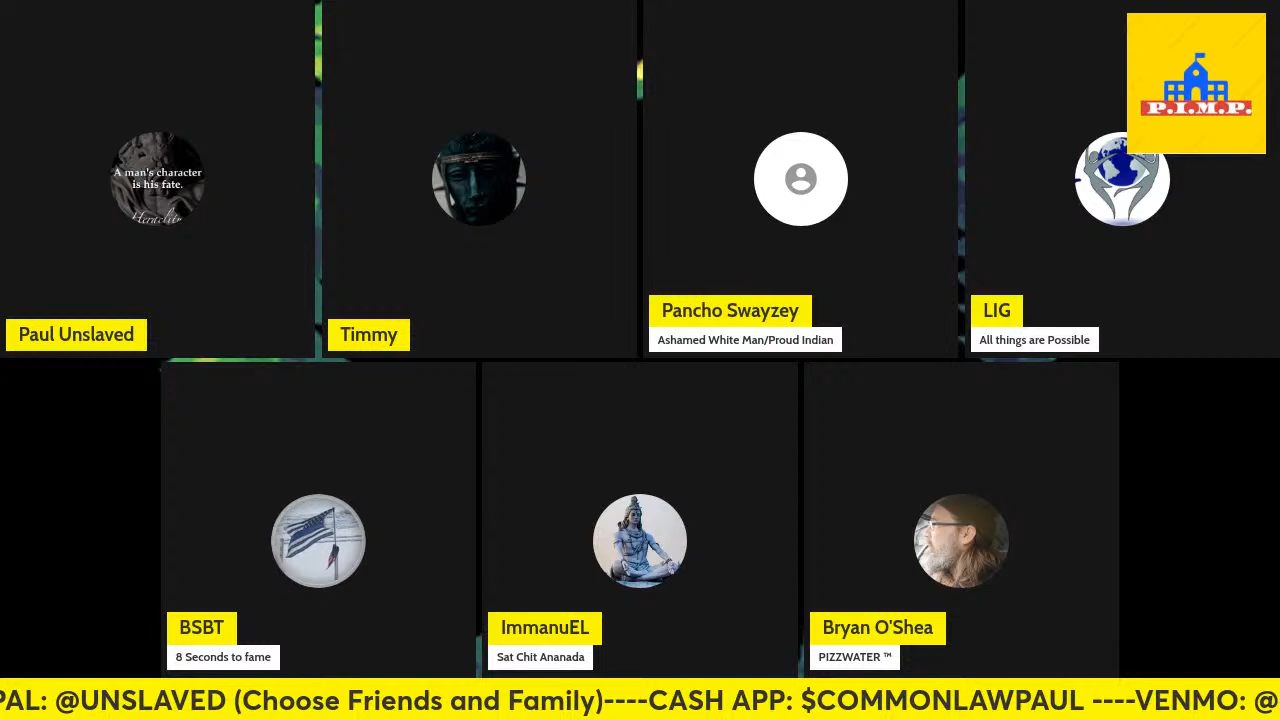 P.I.M.P.
A man's character
is his fate.
Paul Unslaved
Timmy
Pancho Swayzey
Ashamed White Man/Proud Indian
LIG
All things are Possible
BSBT
8 Seconds to fame
ImmanuEL
Sat Chit Ananada
Bryan O'Shea
PIZZWATER ™
PAL: @UNSLAVED (Choose Friends and Family)----CASH APP: $COMMONLAWPAUL ----VENMO: @